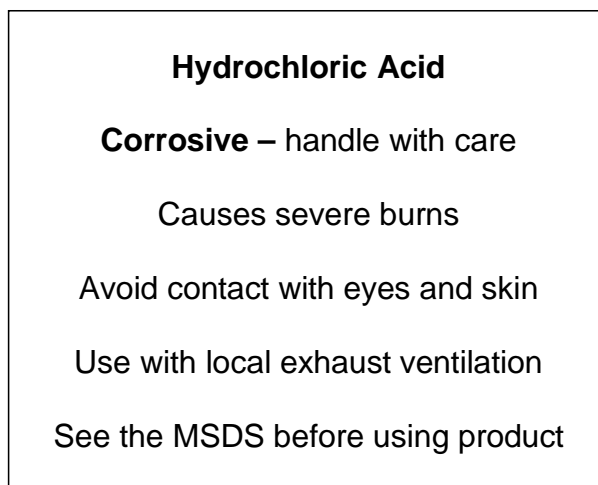 Hydrochloric Acid
Corrosive – handle with care
Causes severe burns
Avoid contact with eyes and skin
Use with local exhaust ventilation
See the MSDS before using product